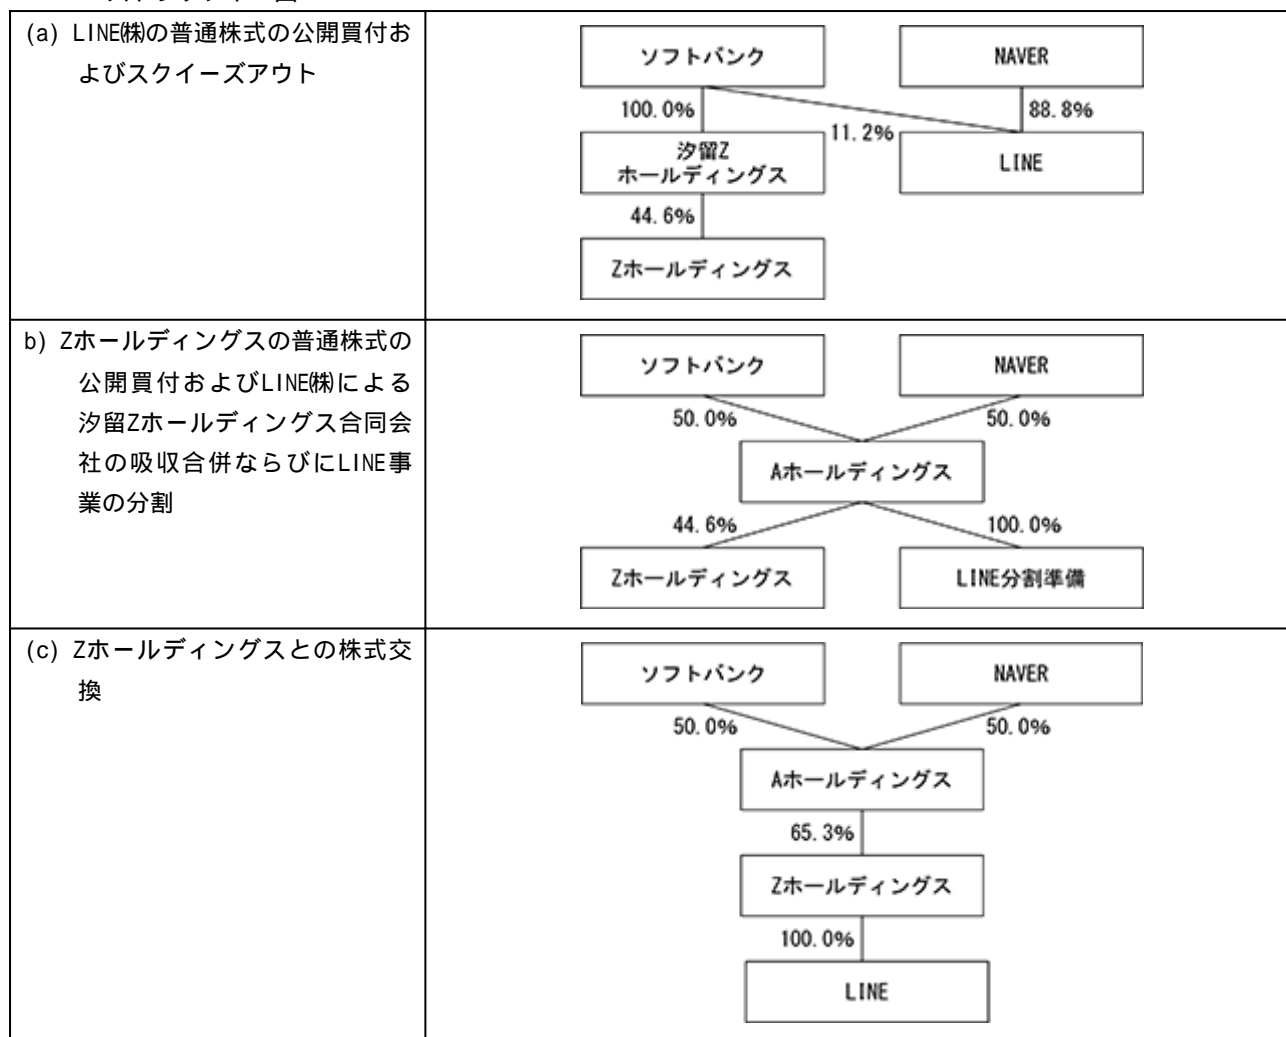 (a) LINE㈱の普通株式の公開買付お
よびスクイーズアウト
ソフトバンク
NAVER
100.0%
11.2%
88.8%
汐留Z
ホールディングス
LINE
44.6%
Zホールディングス
b) Zホールディングスの普通株式の
公開買付およびLINE㈱による
汐留Zホールディングス合同会
社の吸収合併ならびにLINE事
業の分割
ソフトバンク
NAVER
50.0%
50.0%
Aホールディングス
44.6%
100.0%
Zホールディングス
LINE分割準備
(c) Zホールディングスとの株式交
換
ソフトバンク
NAVER
50.0%
50.0%
Aホールディングス
65.3%
Zホールディングス
100.0%
LINE